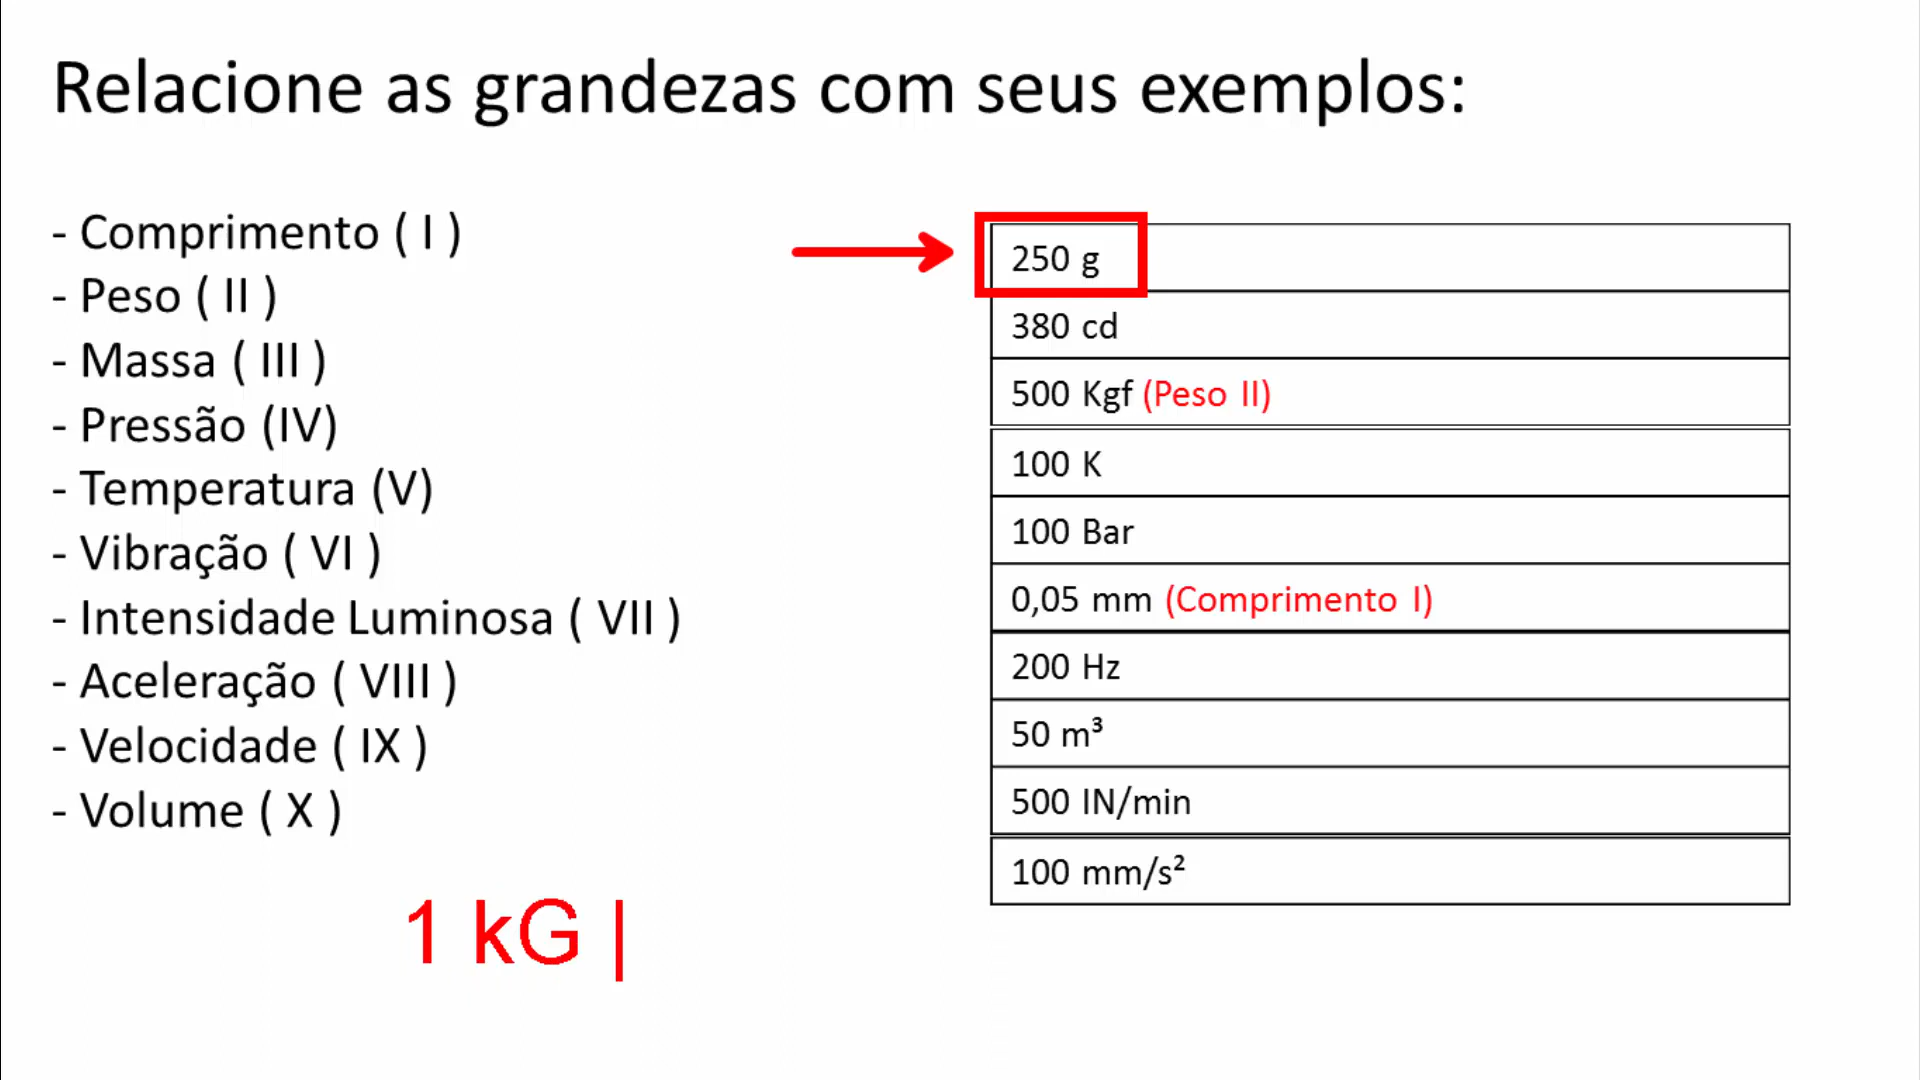 Relacione as grandezas com seus exemplos:
- Comprimento ( I )
- Peso ( II )
- Massa ( III )
- Pressão (IV)
- Temperatura (V)
- Vibração ( VI )
- Intensidade Luminosa ( VII )
- Aceleração ( VIII )
- Velocidade ( IX )
- Volume ( X )
250 g
380 cd
500 Kgf (Peso II)
100 K
100 Bar
0,05 mm (Comprimento I)
200 Hz
50 m³
500 IN/min
100 mm/s²
1 kG |